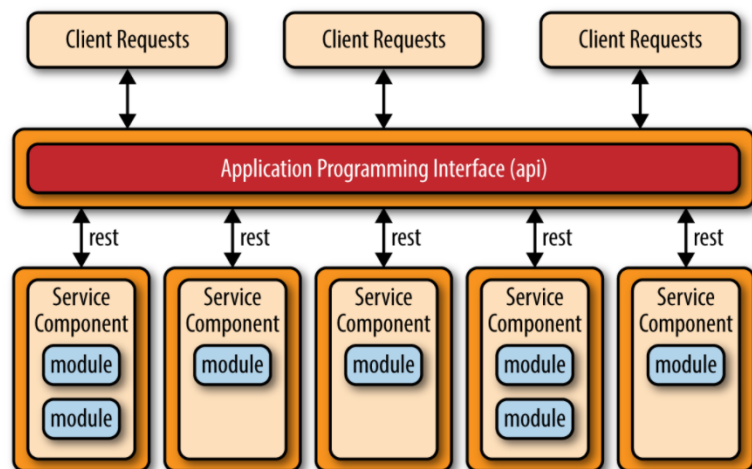 Client Requests
Client Requests
Client Requests
Application Programming Interface (api)
rest
rest
rest
rest
rest
Service
Component
module
module
Service
Component
module
Service
Component
module
Service
Component
module
module
Service
Component
module